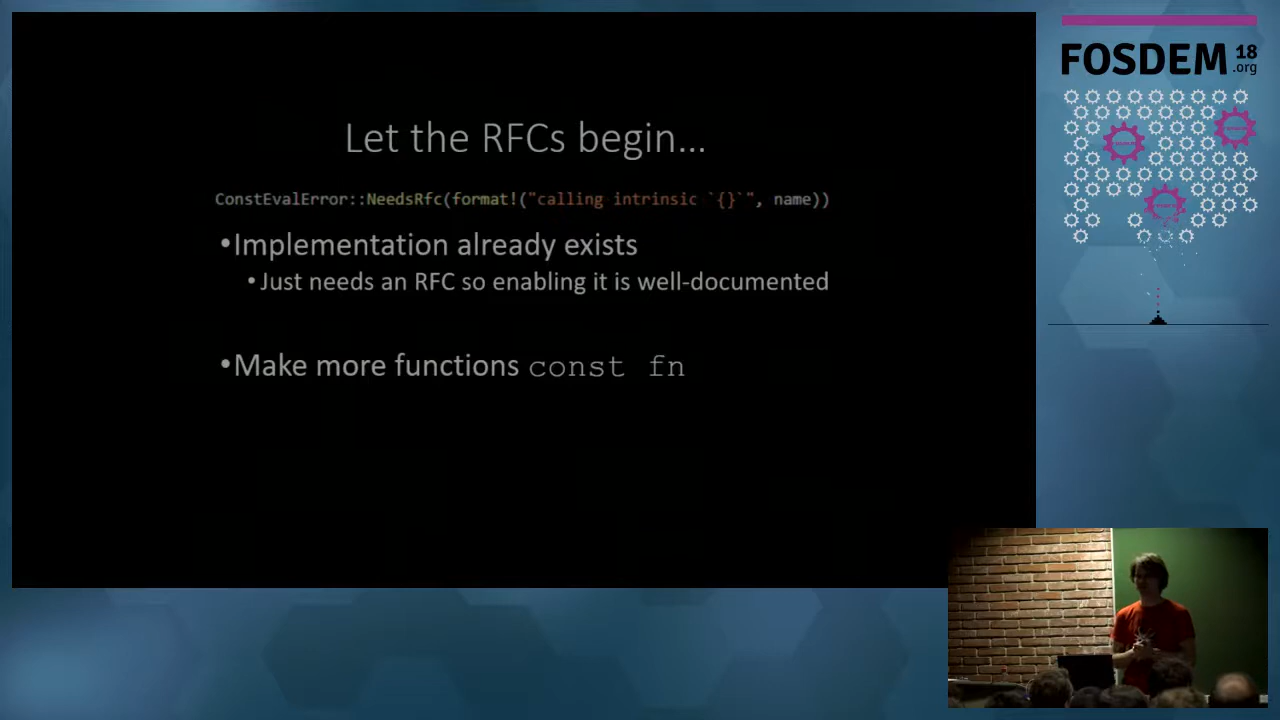 Let the RFCs begin...
ConstEvalError::NeedsRfc(format!("calling intrinsic `{}`", name))
•Implementation already exists
•Just needs an RFC so enabling it is well-documented
•Make more functions const fn
FOSDEM 18
.org